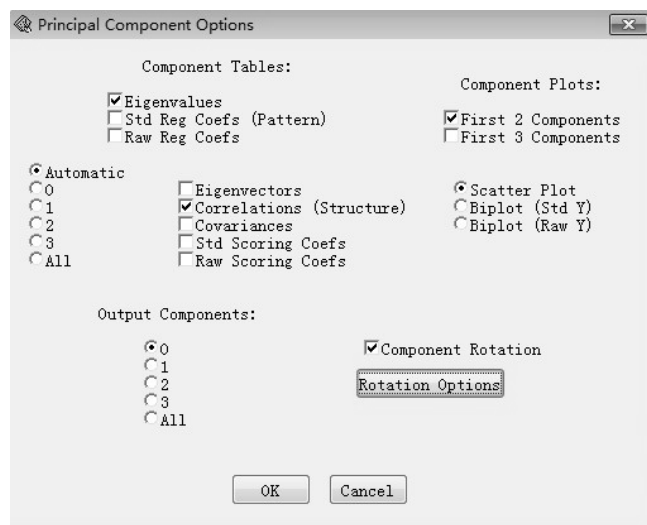 Principal Component Options
Component Tables:
Component Plots:
Eigenvalues
Std Reg Coefs (Pattern)
Raw Reg Coefs
First 2 Components
First 3 Components
Automatic
0
1
2
3
All
Eigenvectors
Correlations (Structure)
Covariances
Std Scoring Coefs
Raw Scoring Coefs
Scatter Plot
Biplot (Std Y)
Biplot (Raw Y)
Output Components:
0
1
2
3
All
Component Rotation
Rotation Options
OK
Cancel